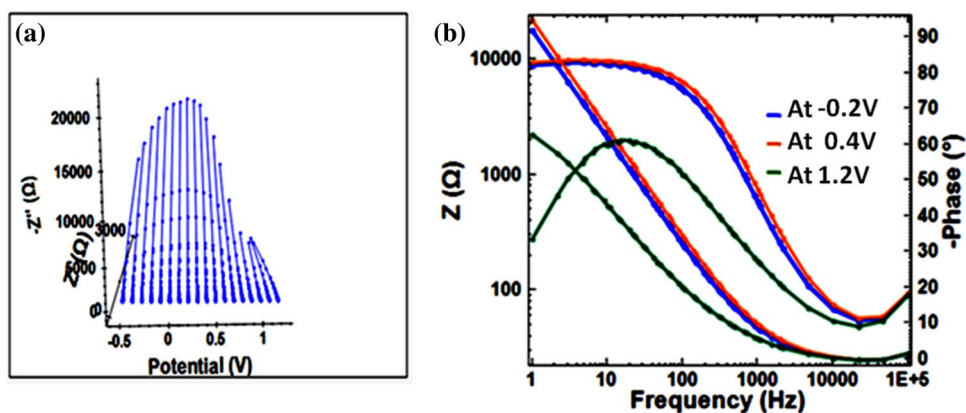 (a)
-Z" (Ω)
20000
15000
10000
5000
0
3000
(Ω)
-0.5
0
0.5
1
Potential (V)
(b)
Z (Ω)
10000
1000
100
1
10
100
1000
10000
1E+5
Frequency (Hz)
-Phase (°)
90
80
70
60
50
40
30
20
10
0
At -0.2V
At 0.4V
At 1.2V